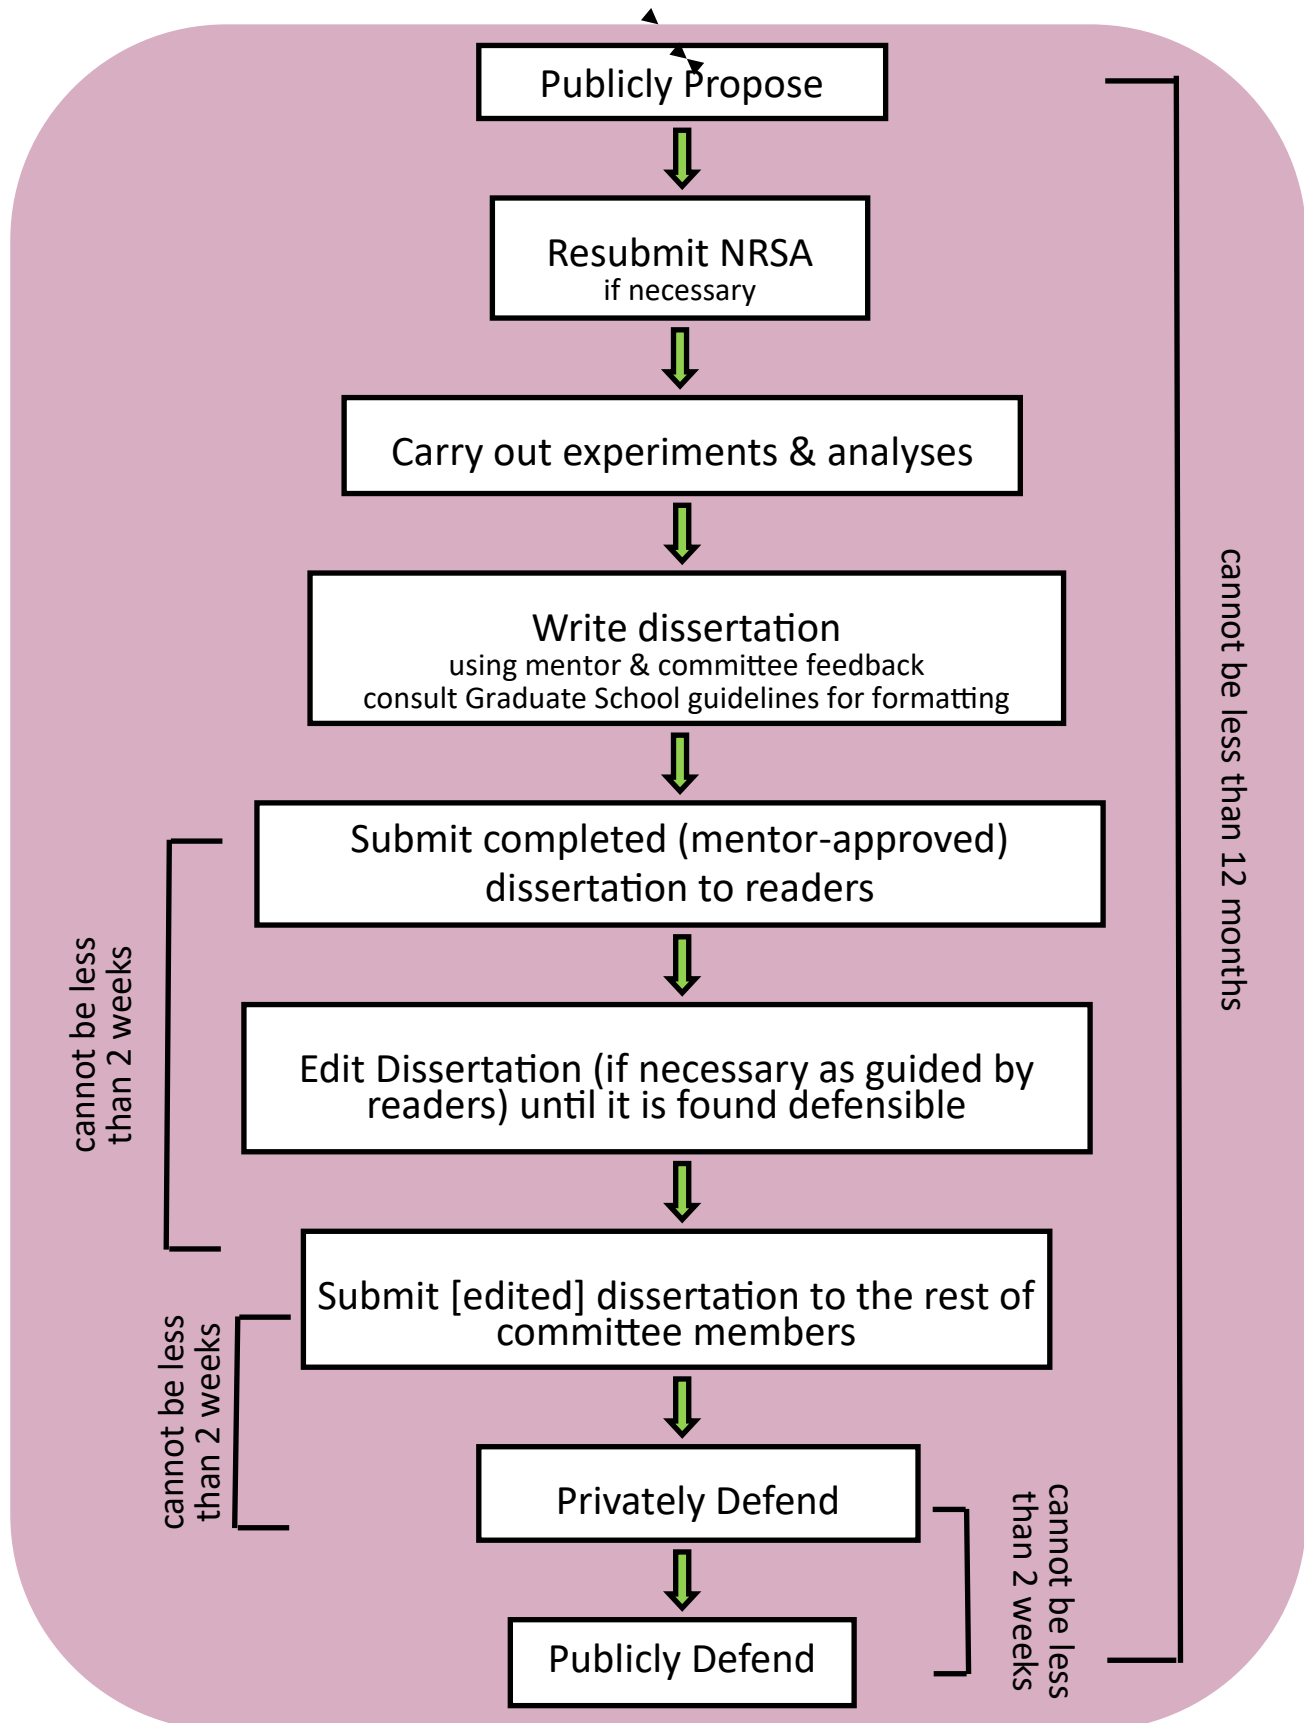 Publicly Propose
Resubmit NRSA
if necessary
Carry out experiments & analyses
Write dissertation
using mentor & committee feedback
consult Graduate School guidelines for formatting
cannot be less than 12 months
Submit completed (mentor-approved)
dissertation to readers
cannot be less
than 2 weeks
Edit Dissertation (if necessary as guided by
readers) until it is found defensible
Submit [edited] dissertation to the rest of
committee members
cannot be less
than 2 weeks
Privately Defend
cannot be less
than 2 weeks
Publicly Defend